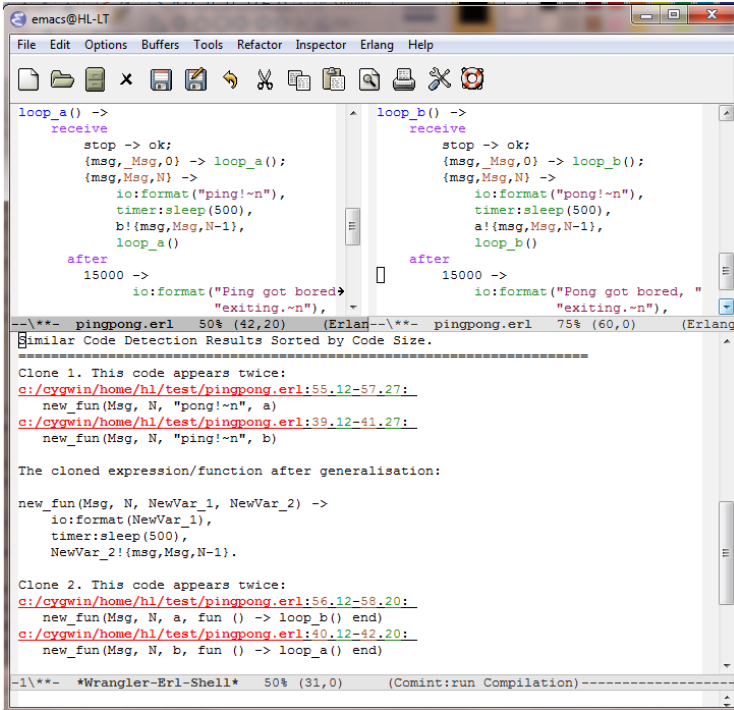 emacs@HL-LT
File Edit Options Buffers Tools Refactor Inspector Erlang Help
loop_a() ->
    receive
        stop -> ok;
        {msg,_Msg,0} -> loop_a();
        {msg,Msg,N} ->
            io:format("ping!~n"),
            timer:sleep(500),
            b!{msg,Msg,N-1},
            loop_a()
      after
        15000 ->
              io:format("Ping got bored
                        "exiting.~n"),
--\**-  pingpong.erl   50% (42,20)    (Erlan
loop_b() ->
    receive
        stop -> ok;
        {msg,_Msg,0} -> loop_b();
        {msg,Msg,N} ->
            io:format("pong!~n"),
            timer:sleep(500),
            a!{msg,Msg,N-1},
            loop_b()
    after
        15000 ->
            io:format("Pong got bored, "
                      "exiting.~n"),
--\**-  pingpong.erl   75% (60,0)     (Erlang
Similar Code Detection Results Sorted by Code Size.
======================================================================
Clone 1. This code appears twice:
c:/cygwin/home/hl/test/pingpong.erl:55.12-57.27:
   new_fun(Msg, N, "pong!~n", a)
c:/cygwin/home/hl/test/pingpong.erl:39.12-41.27:
   new_fun(Msg, N, "ping!~n", b)
The cloned expression/function after generalisation:
new_fun(Msg, N, NewVar_1, NewVar_2) ->
    io:format(NewVar_1),
    timer:sleep(500),
    NewVar_2!{msg,Msg,N-1}.
Clone 2. This code appears twice:
c:/cygwin/home/hl/test/pingpong.erl:56.12-58.20:
   new_fun(Msg, N, a, fun () -> loop_b() end)
c:/cygwin/home/hl/test/pingpong.erl:40.12-42.20:
   new_fun(Msg, N, b, fun () -> loop_a() end)
-1\**-  *Wrangler-Erl-Shell*   50% (31,0)     (Comint:run Compilation)-------------------